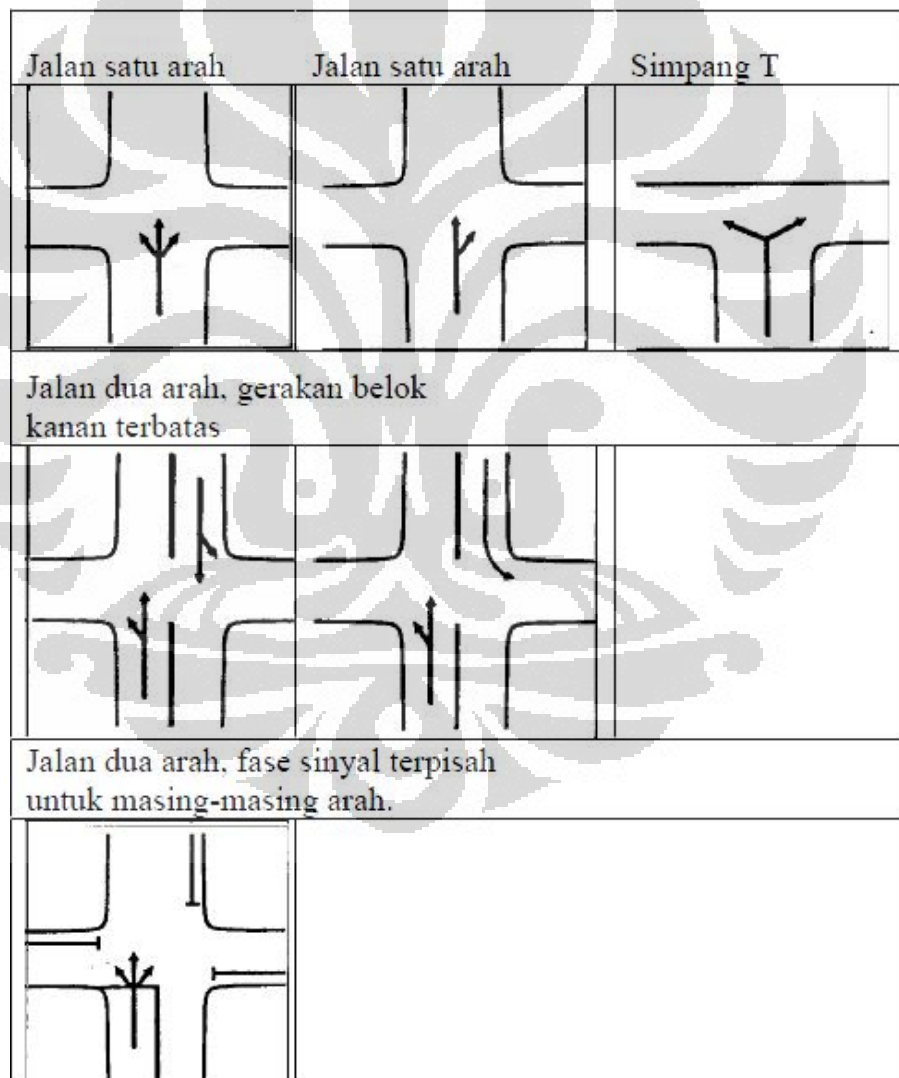 Jalan satu arah
Jalan satu arah
Simpang T
Jalan dua arah, gerakan belok
kanan terbatas
Jalan dua arah, fase sinyal terpisah
untuk masing-masing arah.